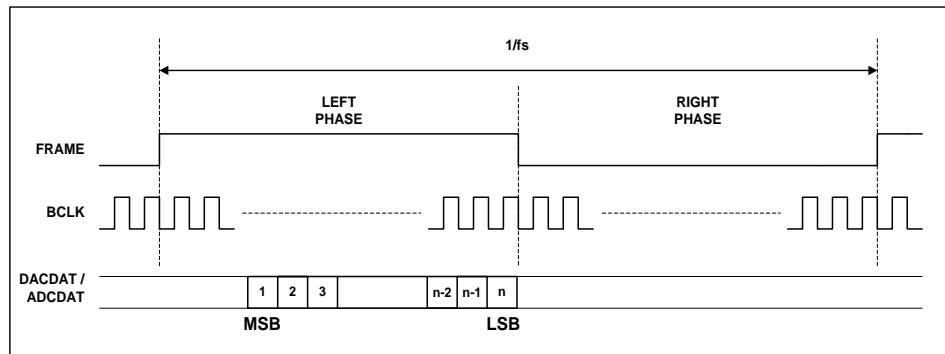 1/fs
LEFT
PHASE
RIGHT
PHASE
FRAME
BCLK
DACDAT /
ADCDAT
1 2 3 n-2 n-1 n
MSB LSB